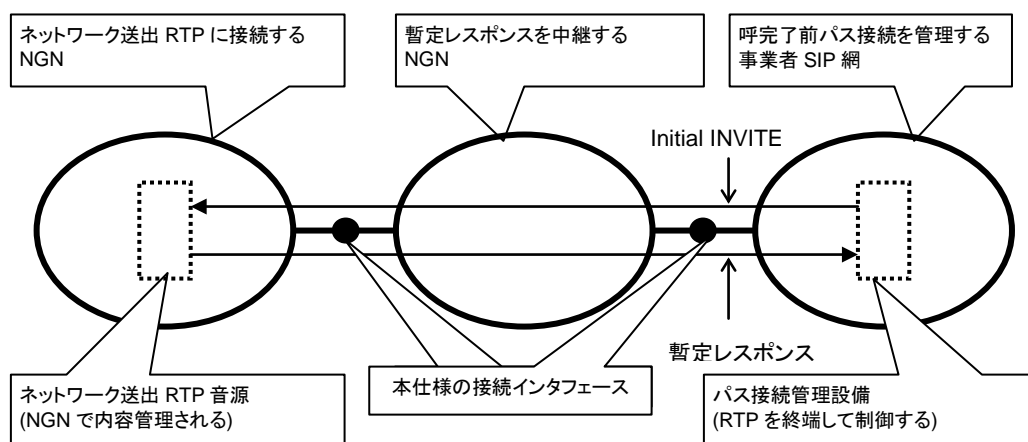 ネットワーク送出 RTP に接続する
NGN
暫定レスポンスを中継する
NGN
呼完了前パス接続を管理する
事業者 SIP 網
Initial INVITE
暫定レスポンス
ネットワーク送出 RTP 音源
(NGN で内容管理される)
本仕様の接続インタフェース
パス接続管理設備
(RTP を終端して制御する)